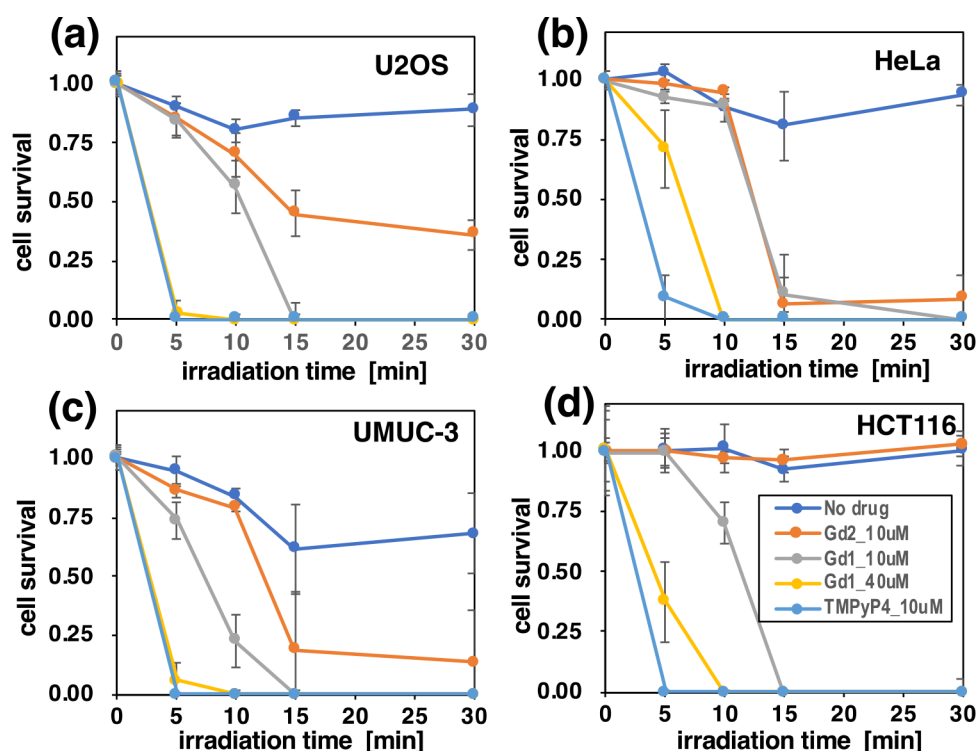 (a)
U2OS
1.00
0.75
0.50
0.25
0.00
cell survival
0 5 10 15 20 25 30
irradiation time [min]
(b)
HeLa
1.00
0.75
0.50
0.25
0.00
cell survival
0 5 10 15 20 25 30
irradiation time [min]
(c)
UMUC-3
1.00
0.75
0.50
0.25
0.00
cell survival
0 5 10 15 20 25 30
irradiation time [min]
(d)
HCT116
1.00
0.75
0.50
0.25
0.00
cell survival
No drug
Gd2_10uM
Gd1_10uM
Gd1_40uM
TMPyP4_10uM
0 5 10 15 20 25 30
irradiation time [min]